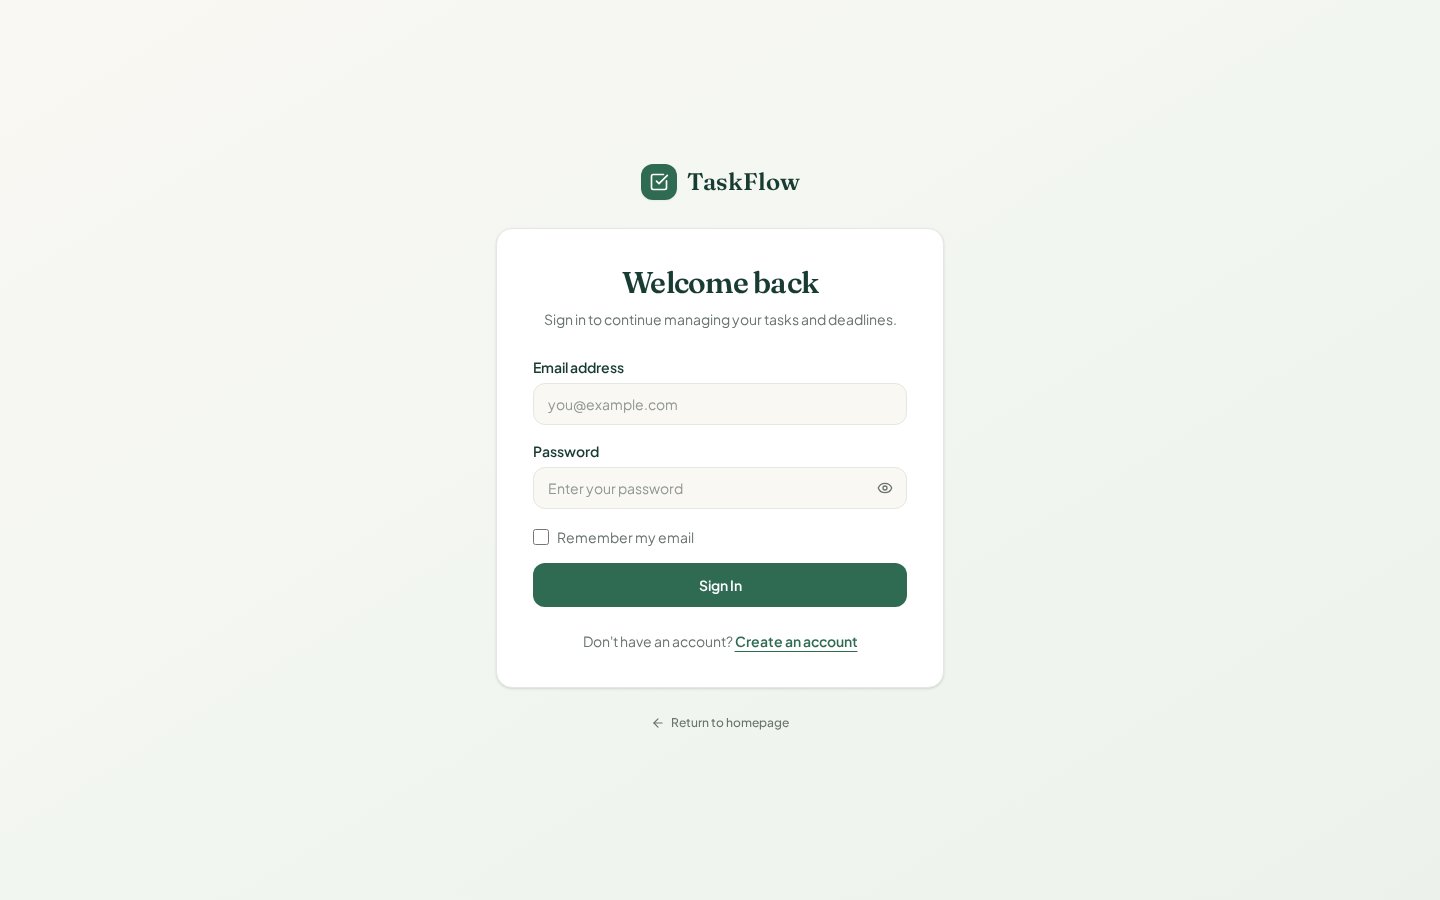 TaskFlow
Welcome back
Sign in to continue managing your tasks and deadlines.
Email address
you@example.com
Password
Enter your password
Remember my email
Sign In
Don't have an account? Create an account
Return to homepage